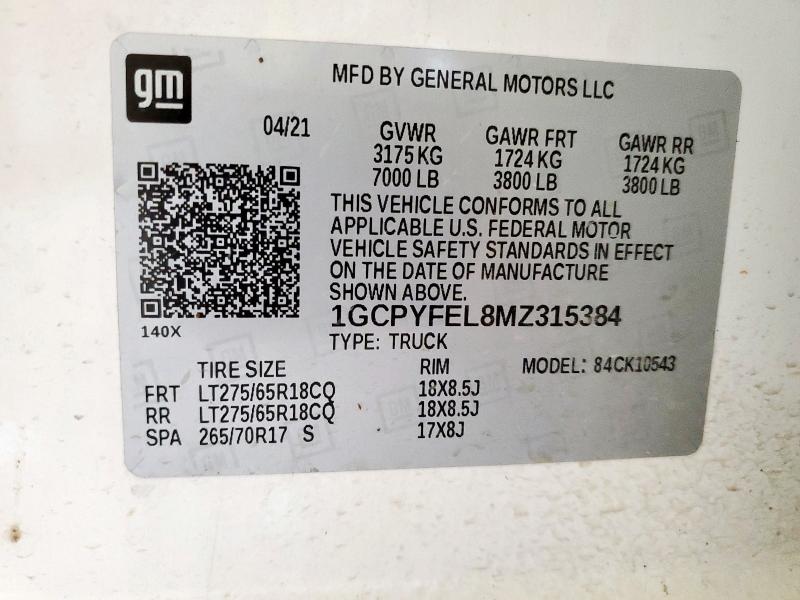 gm
MFD BY GENERAL MOTORS LLC
04/21 GVWR GAWR FRT GAWR RR
3175 KG 1724 KG 1724 KG
7000 LB 3800 LB 3800 LB
THIS VEHICLE CONFORMS TO ALL
APPLICABLE U.S. FEDERAL MOTOR
VEHICLE SAFETY STANDARDS IN EFFECT
ON THE DATE OF MANUFACTURE
SHOWN ABOVE.
140X
1GCPYFEL8MZ315384
TYPE: TRUCK
TIRE SIZE RIM MODEL: 84CK10543
FRT LT275/65R18CQ 18X8.5J
RR LT275/65R18CQ 18X8.5J
SPA 265/70R17 S 17X8J